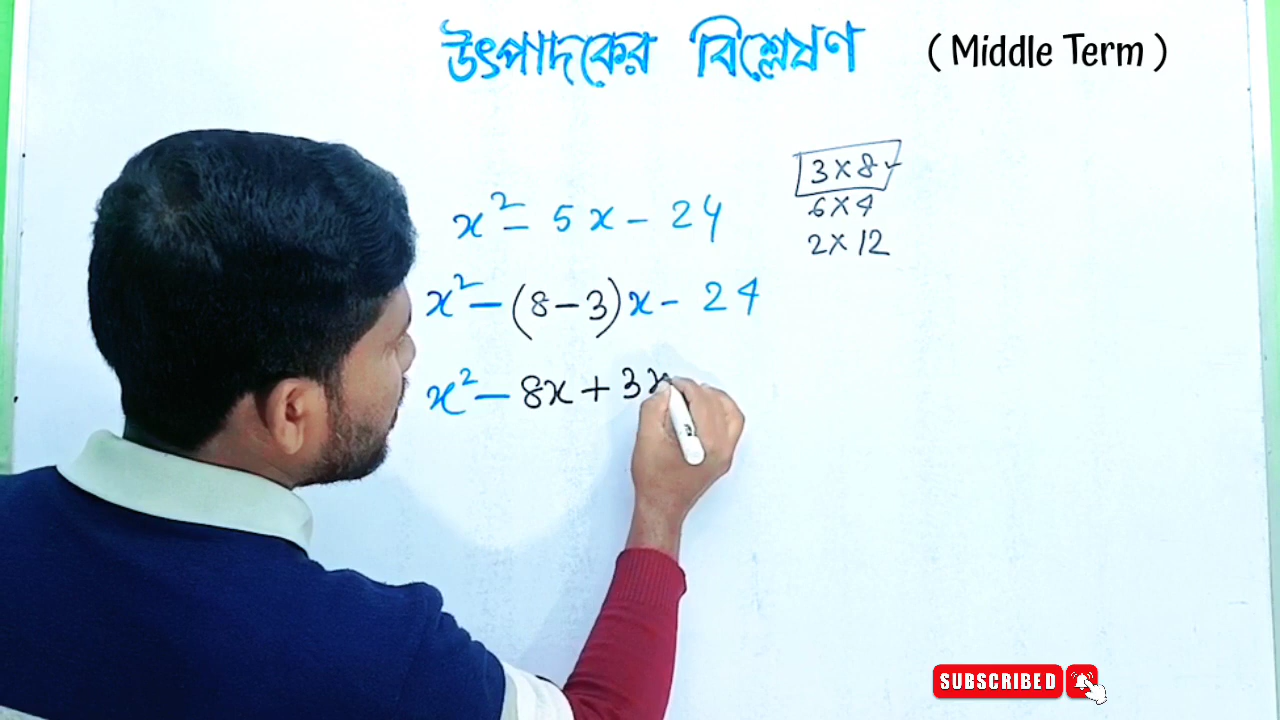 উৎপাদকের বিশ্লেষণ ( Middle Term )
3 X 8
6 X 4
2 X 12
x² = 5x - 24
x² - (8 - 3)x - 24
x² - 8x + 3x
SUBSCRIBED